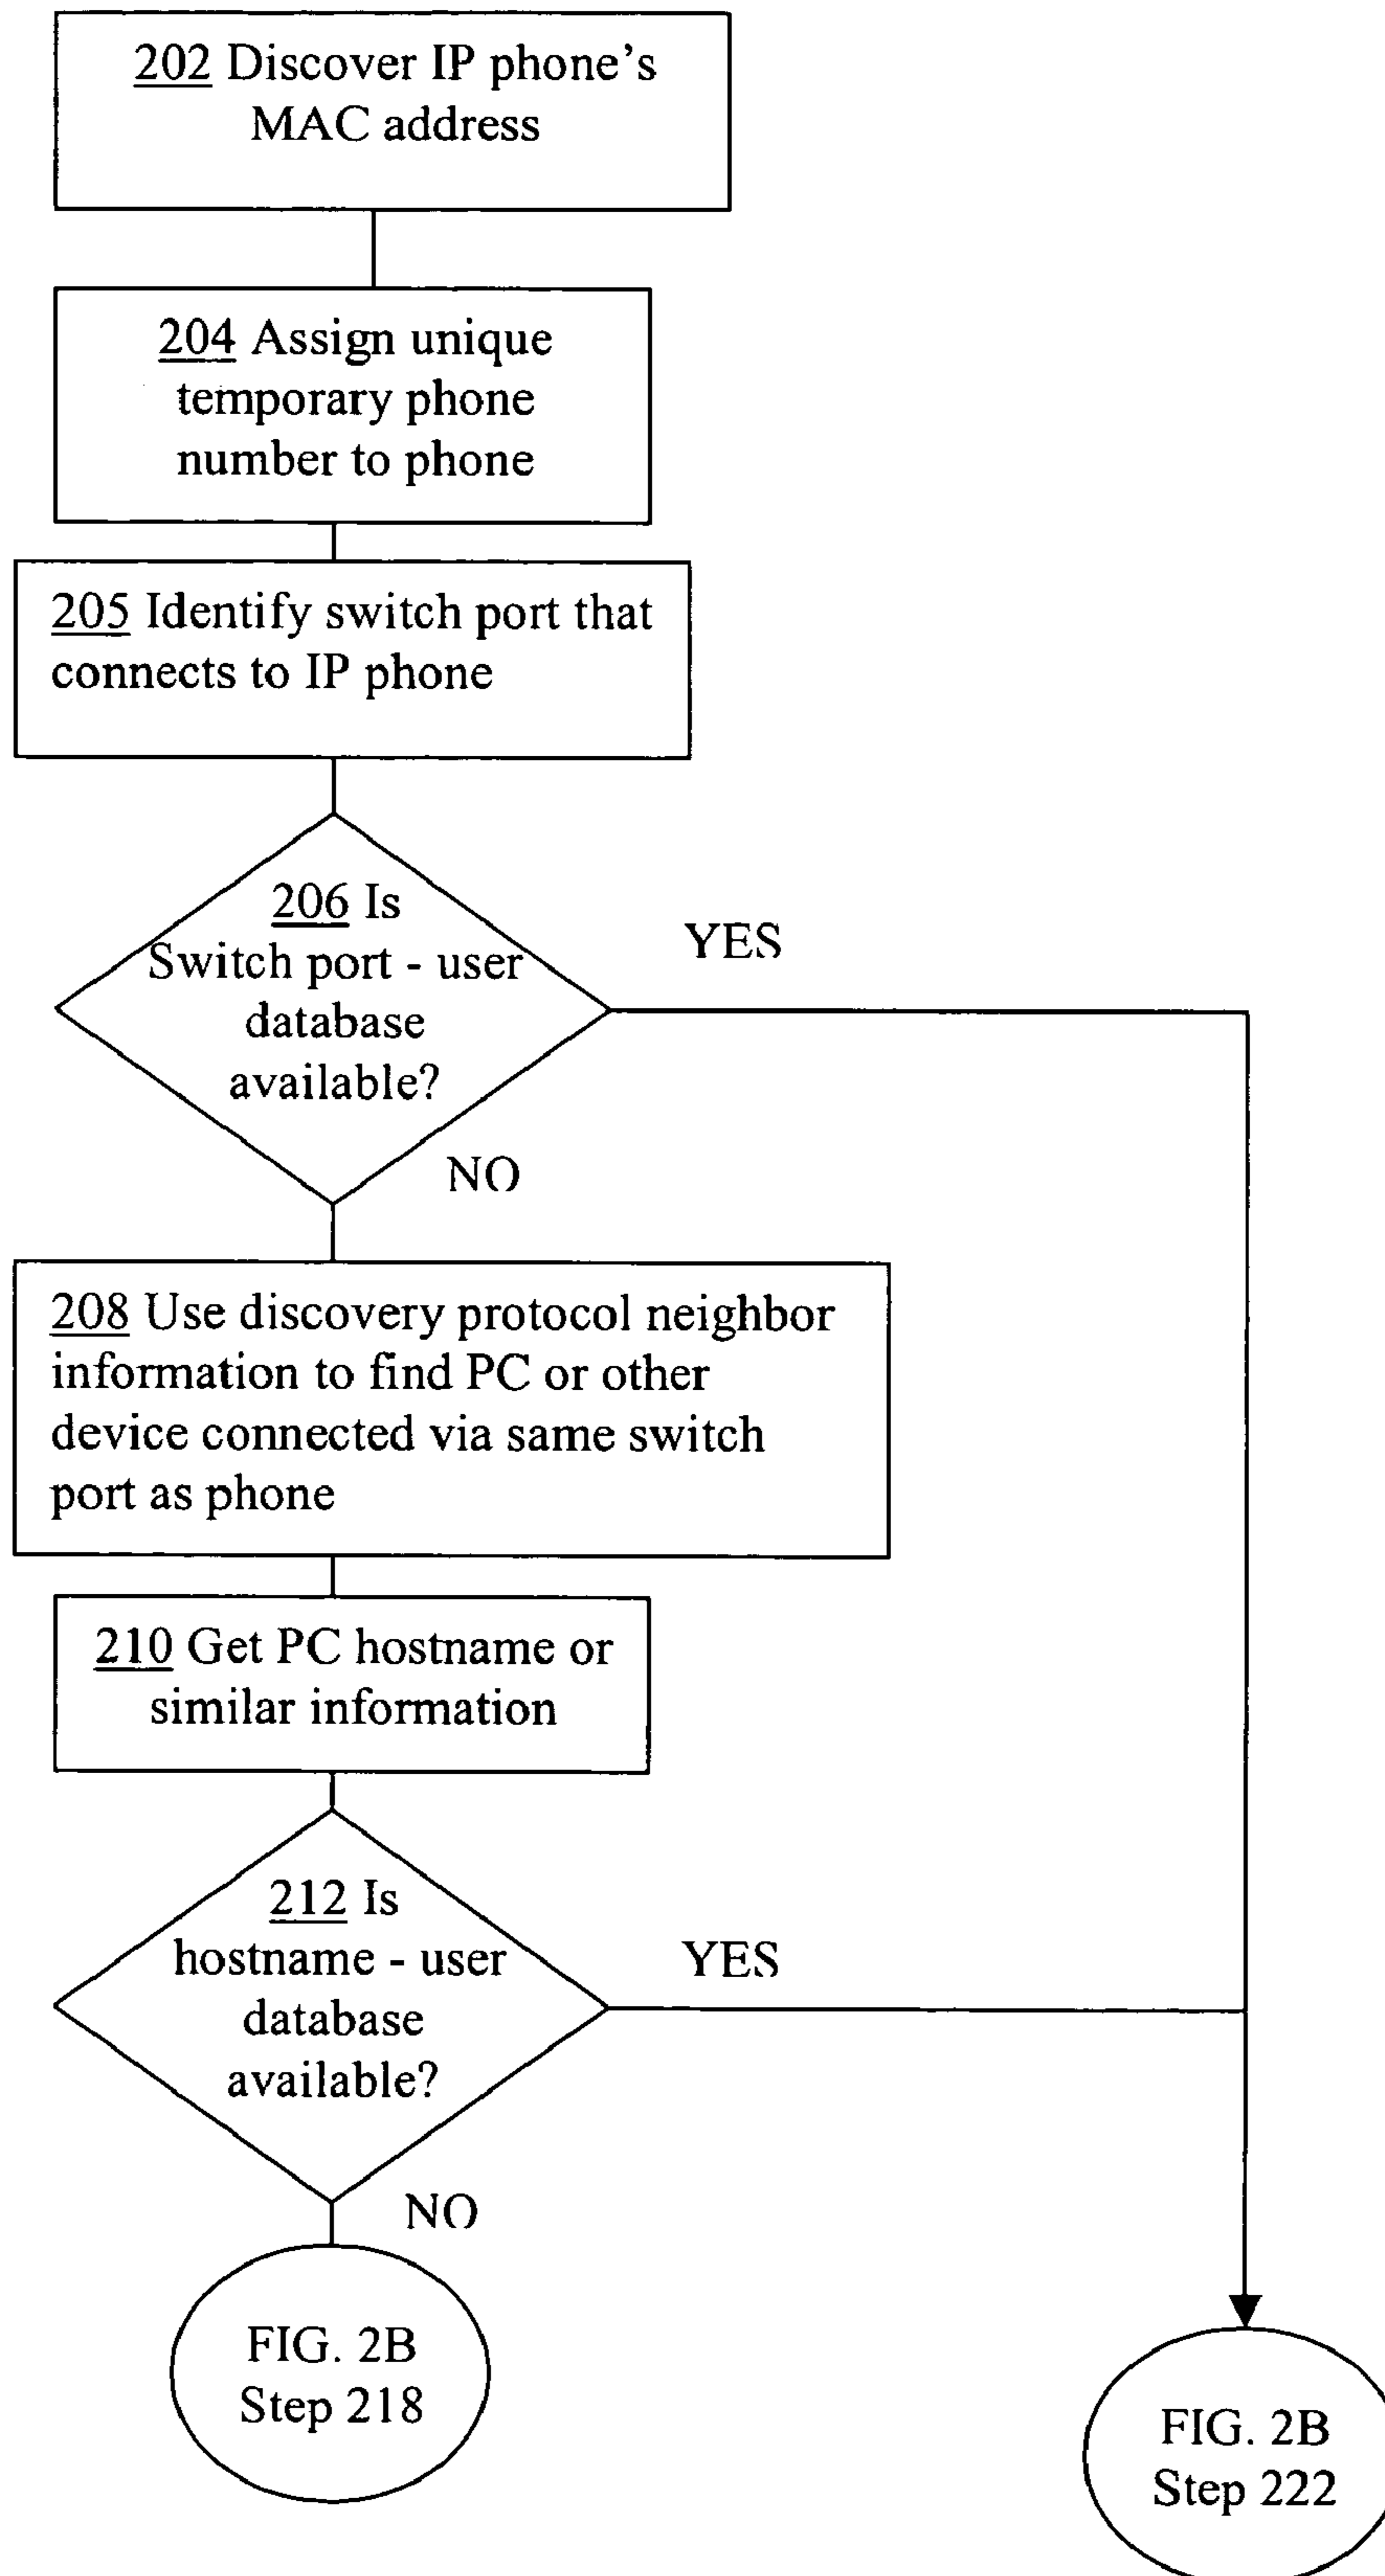 202 Discover IP phone’s
MAC address
204 Assign unique
temporary phone
number to phone
205 Identify switch port that
connects to IP phone
206 Is
Switch port - user
database
available?
YES
NO
208 Use discovery protocol neighbor
information to find PC or other
device connected via same switch
port as phone
210 Get PC hostname or
similar information
212 Is
hostname - user
database
available?
YES
NO
FIG. 2B
Step 218
FIG. 2B
Step 222